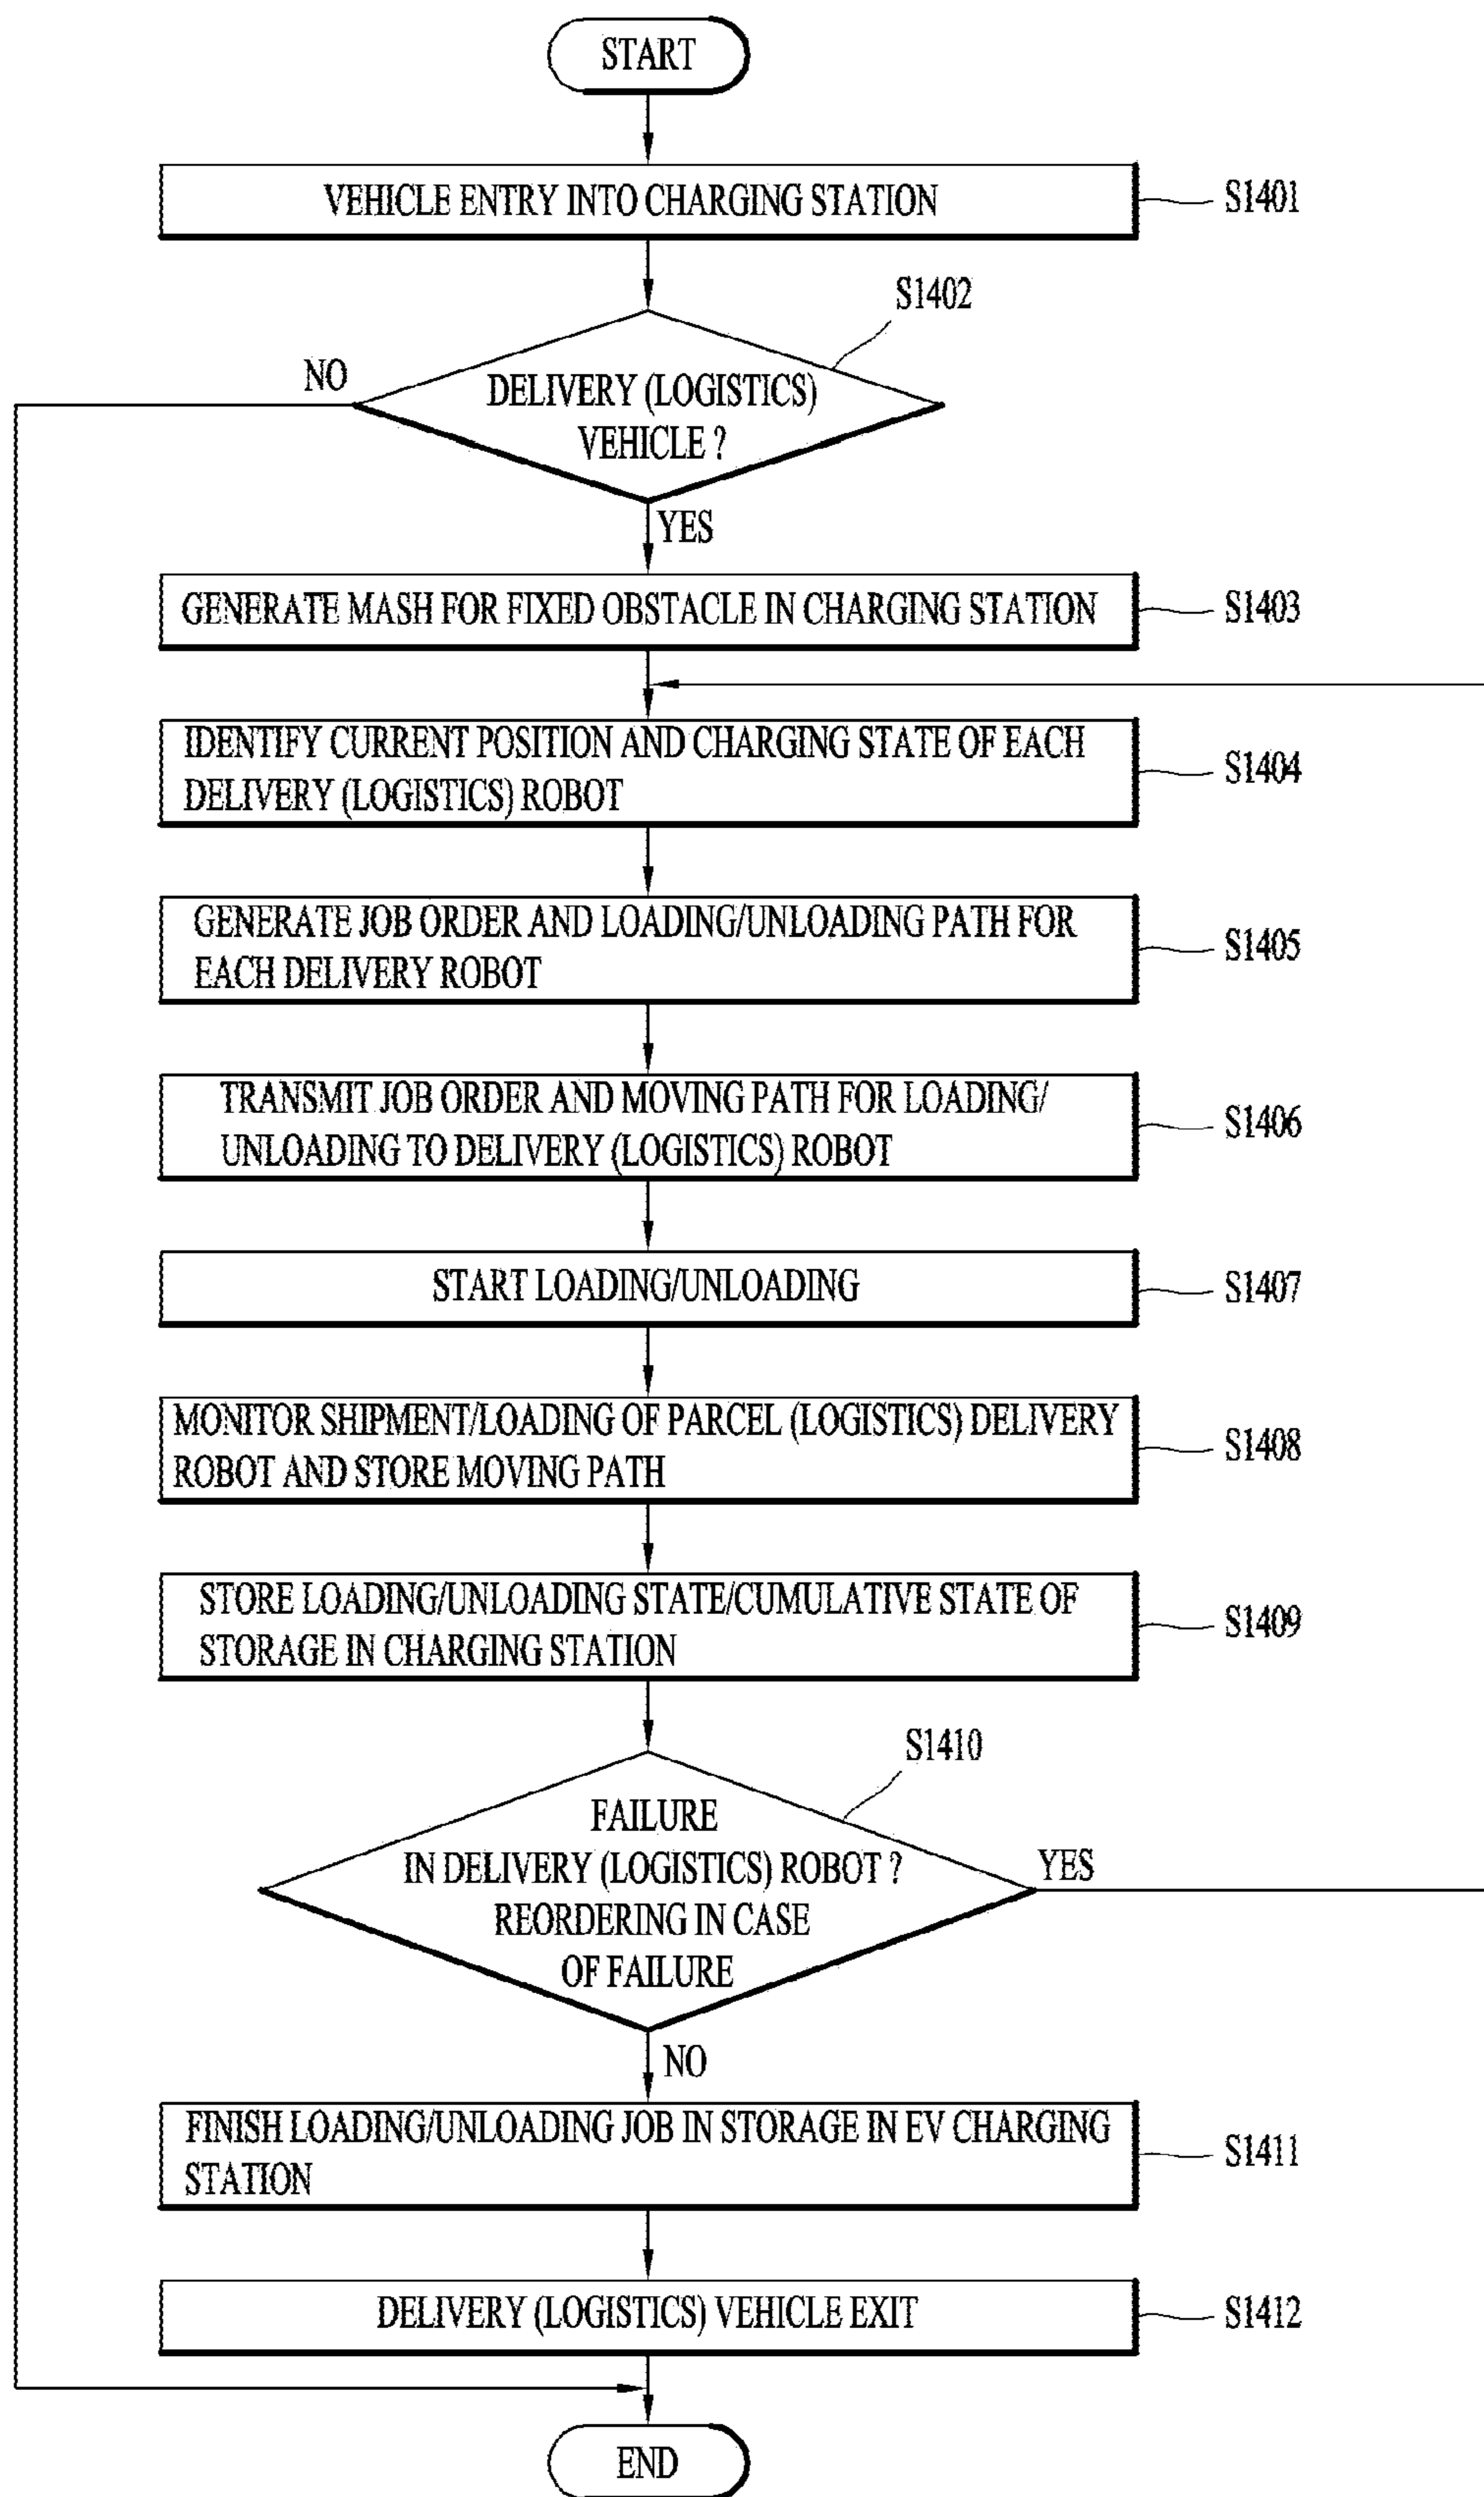 START
VEHICLE ENTRY INTO CHARGING STATION
S1401
S1402
NO
DELIVERY (LOGISTICS)
VEHICLE ?
YES
GENERATE MASH FOR FIXED OBSTACLE IN CHARGING STATION
S1403
IDENTIFY CURRENT POSITION AND CHARGING STATE OF EACH
DELIVERY (LOGISTICS) ROBOT
S1404
GENERATE JOB ORDER AND LOADING/UNLOADING PATH FOR
EACH DELIVERY ROBOT
S1405
TRANSMIT JOB ORDER AND MOVING PATH FOR LOADING/
UNLOADING TO DELIVERY (LOGISTICS) ROBOT
S1406
START LOADING/UNLOADING
S1407
MONITOR SHIPMENT/LOADING OF PARCEL (LOGISTICS) DELIVERY
ROBOT AND STORE MOVING PATH
S1408
STORE LOADING/UNLOADING STATE/CUMULATIVE STATE OF
STORAGE IN CHARGING STATION
S1409
S1410
FAILURE
IN DELIVERY (LOGISTICS) ROBOT ?
REORDERING IN CASE
OF FAILURE
YES
NO
FINISH LOADING/UNLOADING JOB IN STORAGE IN EV CHARGING
STATION
S1411
DELIVERY (LOGISTICS) VEHICLE EXIT
S1412
END